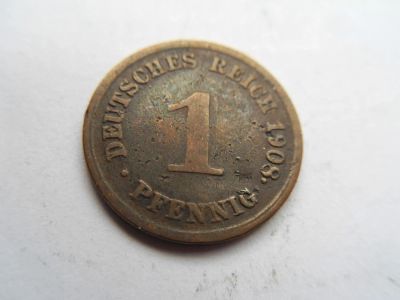 DEUTSCHES REICH 1908.
1
• PFENNIG